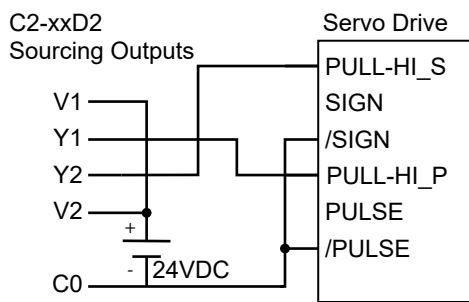 C2-xxD2
Sourcing Outputs
Servo Drive
V1
Y1
Y2
V2
C0
+
-
24VDC
PULL-HI_S
SIGN
/SIGN
PULL-HI_P
PULSE
/PULSE